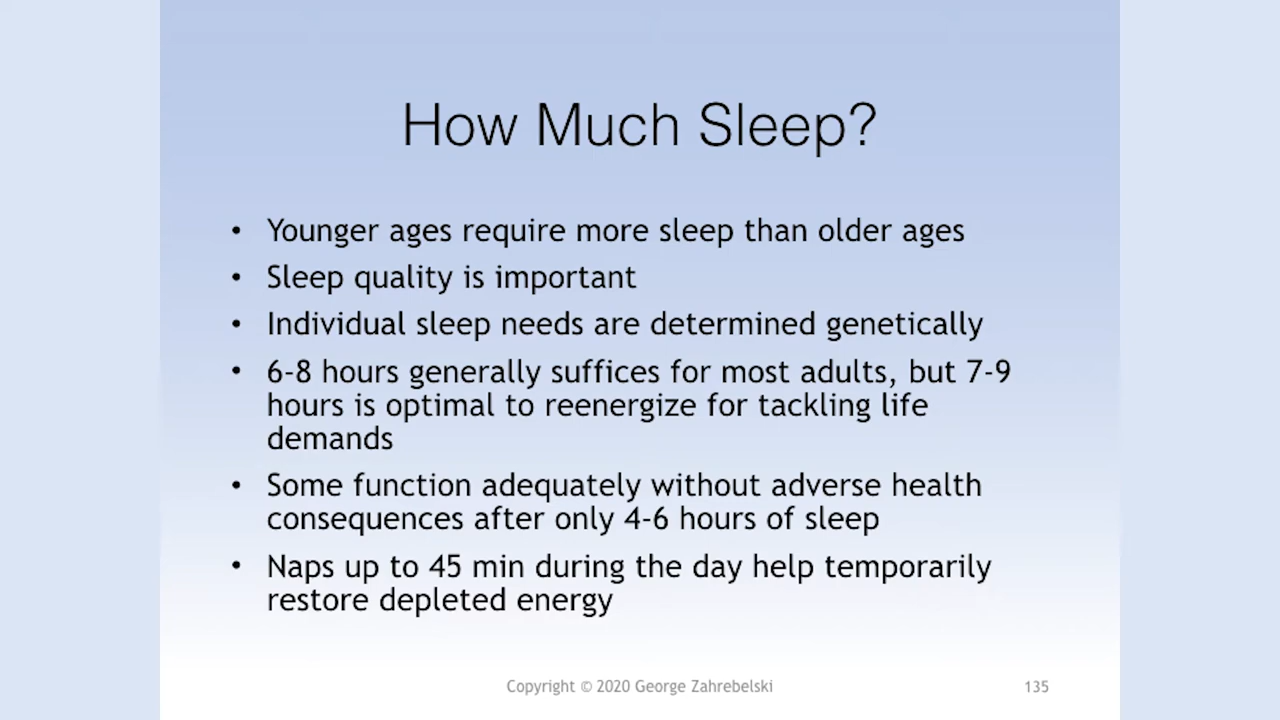 How Much Sleep?
• Younger ages require more sleep than older ages
• Sleep quality is important
• Individual sleep needs are determined genetically
• 6-8 hours generally suffices for most adults, but 7-9
hours is optimal to reenergize for tackling life
demands
• Some function adequately without adverse health
consequences after only 4-6 hours of sleep
• Naps up to 45 min during the day help temporarily
restore depleted energy
Copyright © 2020 George Zahrebelski 135